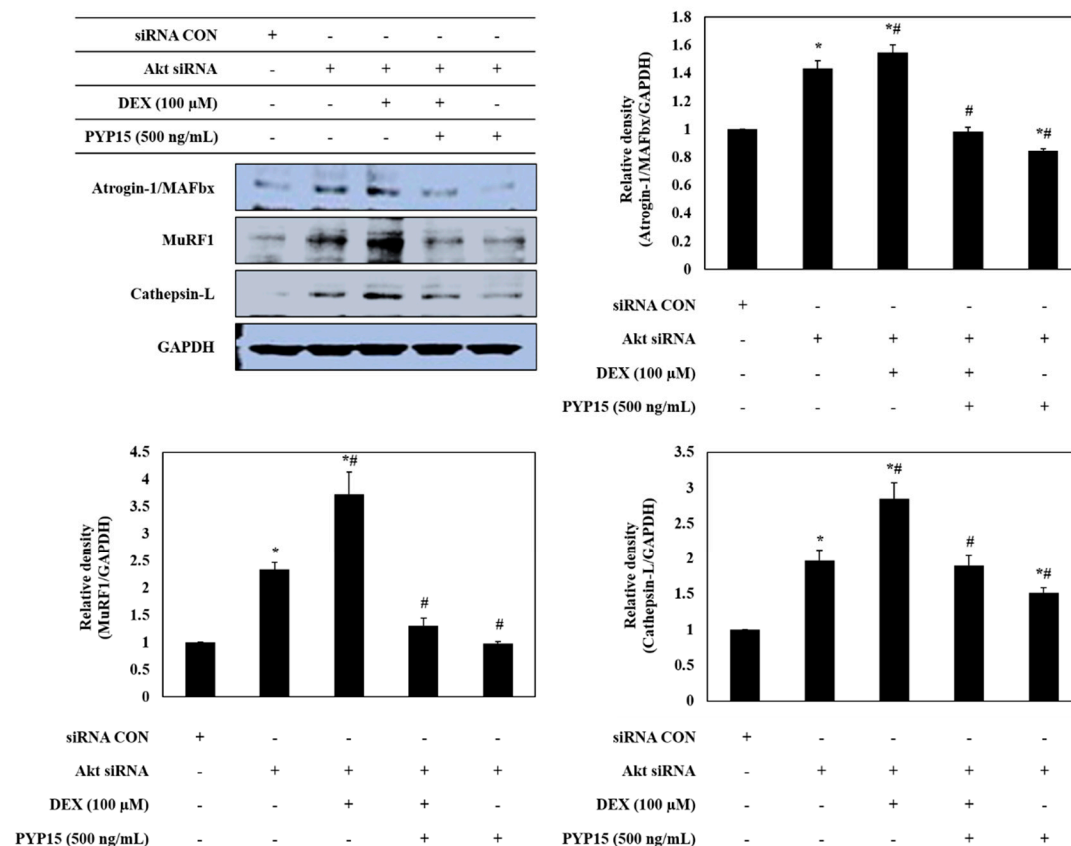 siRNA CON + - - - -
Akt siRNA - + + + +
DEX (100 µM) - - + + -
PYP15 (500 ng/mL) - - - + +
Atrogin-1/MAFbx
MuRF1
Cathepsin-L
GAPDH
Relative density
(Atrogin-1/MAFbx/GAPDH)
1.8
1.6
1.4
1.2
1
0.8
0.6
0.4
0.2
0
* *# # *#
siRNA CON + - - - -
Akt siRNA - + + + +
DEX (100 µM) - - + + -
PYP15 (500 ng/mL) - - - + +
Relative density
(MuRF1/GAPDH)
4.5
4
3.5
3
2.5
2
1.5
1
0.5
0
* *# # #
siRNA CON + - - - -
Akt siRNA - + + + +
DEX (100 µM) - - + + -
PYP15 (500 ng/mL) - - - + +
Relative density
(Cathepsin-L/GAPDH)
3.5
3
2.5
2
1.5
1
0.5
0
* *# # *#
siRNA CON + - - - -
Akt siRNA - + + + +
DEX (100 µM) - - + + -
PYP15 (500 ng/mL) - - - + +